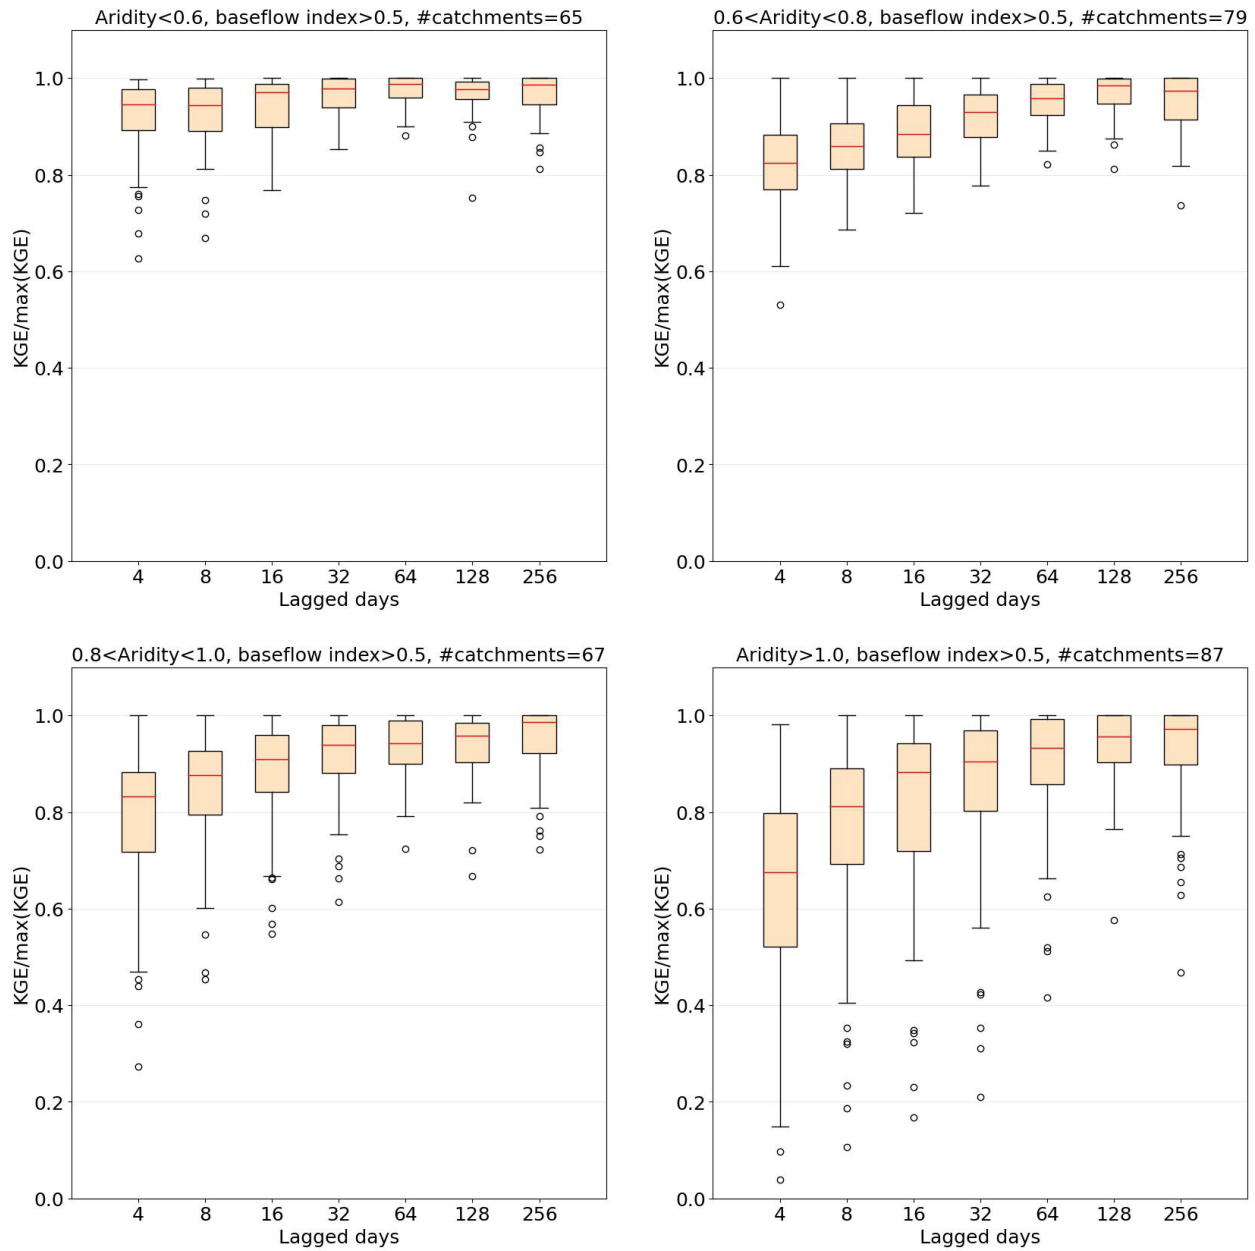 Aridity<0.6, baseflow index>0.5, #catchments=65
KGE/max(KGE)
1.0
0.8
0.6
0.4
0.2
0.0
4 8 16 32 64 128 256
Lagged days
0.6<Aridity<0.8, baseflow index>0.5, #catchments=79
KGE/max(KGE)
1.0
0.8
0.6
0.4
0.2
0.0
4 8 16 32 64 128 256
Lagged days
0.8<Aridity<1.0, baseflow index>0.5, #catchments=67
KGE/max(KGE)
1.0
0.8
0.6
0.4
0.2
0.0
4 8 16 32 64 128 256
Lagged days
Aridity>1.0, baseflow index>0.5, #catchments=87
KGE/max(KGE)
1.0
0.8
0.6
0.4
0.2
0.0
4 8 16 32 64 128 256
Lagged days